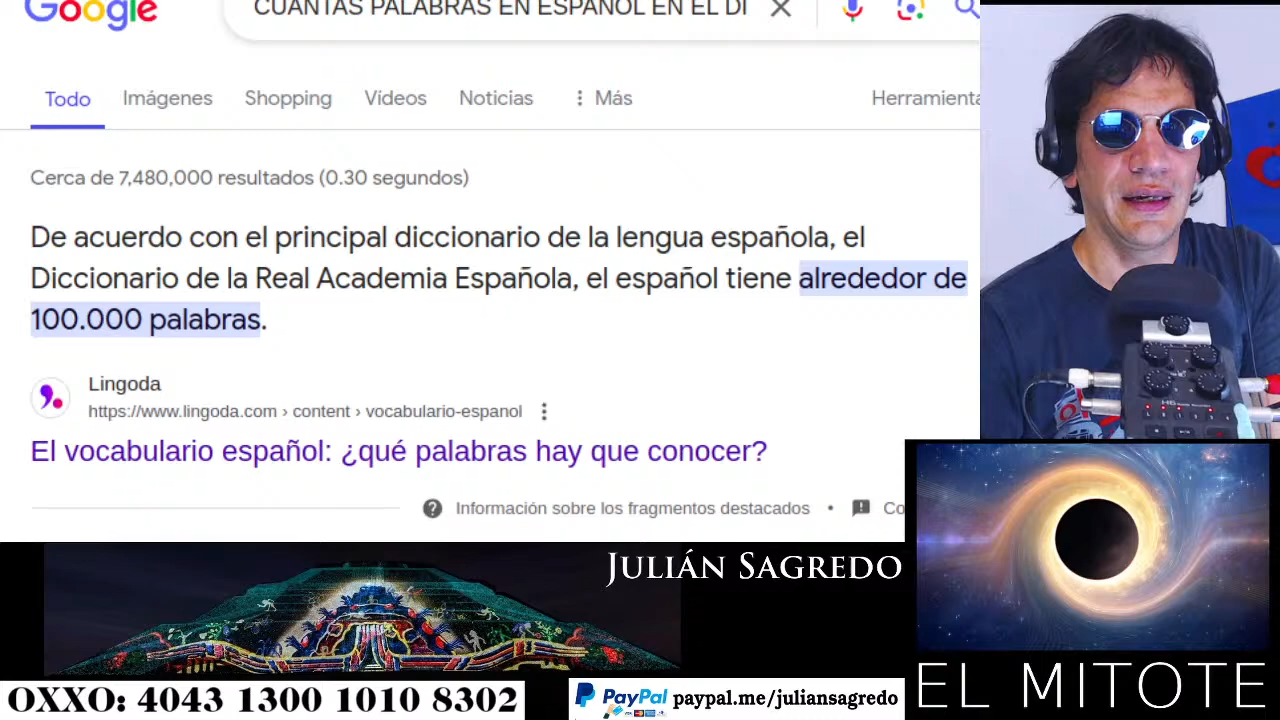 Google
CUANTAS PALABRAS EN ESPAÑOL EN EL DI
Todo Imágenes Shopping Vídeos Noticias Más Herramienta
Cerca de 7,480,000 resultados (0.30 segundos)
De acuerdo con el principal diccionario de la lengua española, el
Diccionario de la Real Academia Española, el español tiene alrededor de
100.000 palabras.
Lingoda
https://www.lingoda.com › content › vocabulario-espanol
El vocabulario español: ¿qué palabras hay que conocer?
Información sobre los fragmentos destacados • Co
H6
JULIÁN SAGREDO
OXXO: 4043 1300 1010 8302
PayPal paypal.me/juliansagredo
EL MITOTE